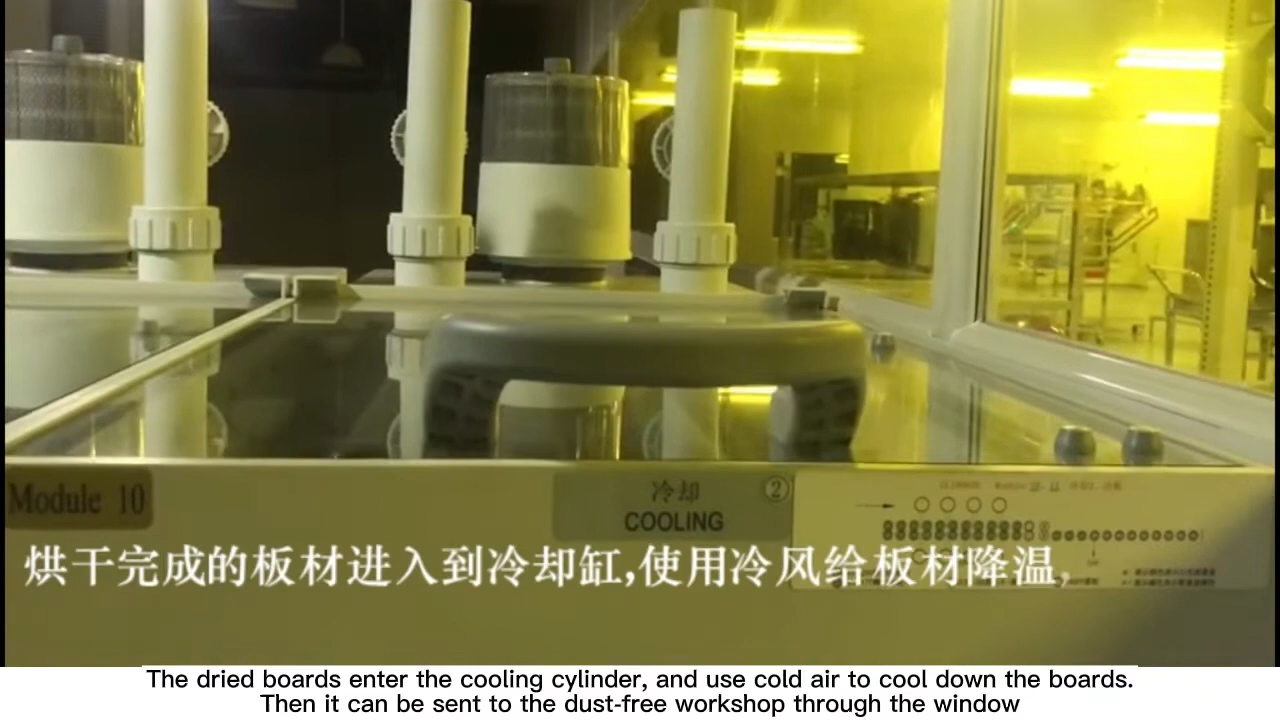 Module 10
冷却
②
COOLING
烘干完成的板材进入到冷却缸,使用冷风给板材降温,
The dried boards enter the cooling cylinder, and use cold air to cool down the boards.
Then it can be sent to the dust-free workshop through the window